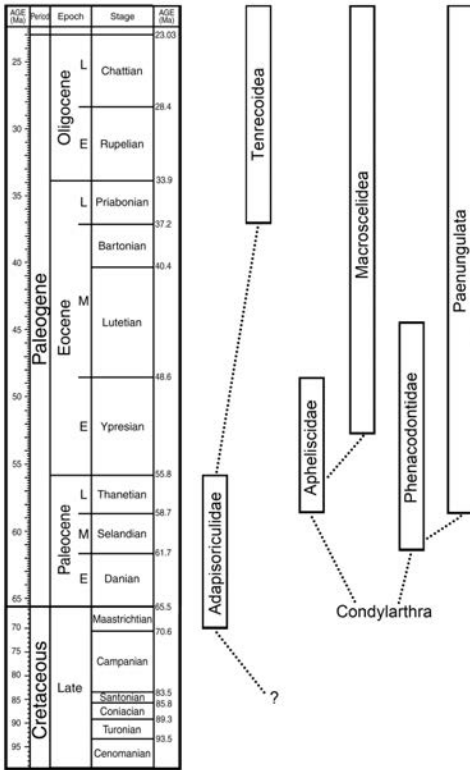 AGE (Ma) Period Epoch Stage AGE (Ma)
23.03
25
L
Chattian
Oligocene
28.4
30
E
Rupelian
33.9
35
L
Priabonian
37.2
Bartonian
40
40.4
M
Paleogene
Eocene
Lutetian
45
48.6
50
E
Ypresian
55
55.8
L
Thanetian
58.7
60
Paleocene
M
Selandian
61.7
E
Danian
65
65.5
Maastrichtian
70
70.6
75
Campanian
80
Cretaceous
Late
83.5
Santonian
85
85.8
Coniacian
89.3
90
Turonian
93.5
95
Cenomanian
Tenrecoidea
Macroscelidea
Paenungulata
Adapisoriculidae
Apheliscidae
Phenacodontidae
Condylarthra
?